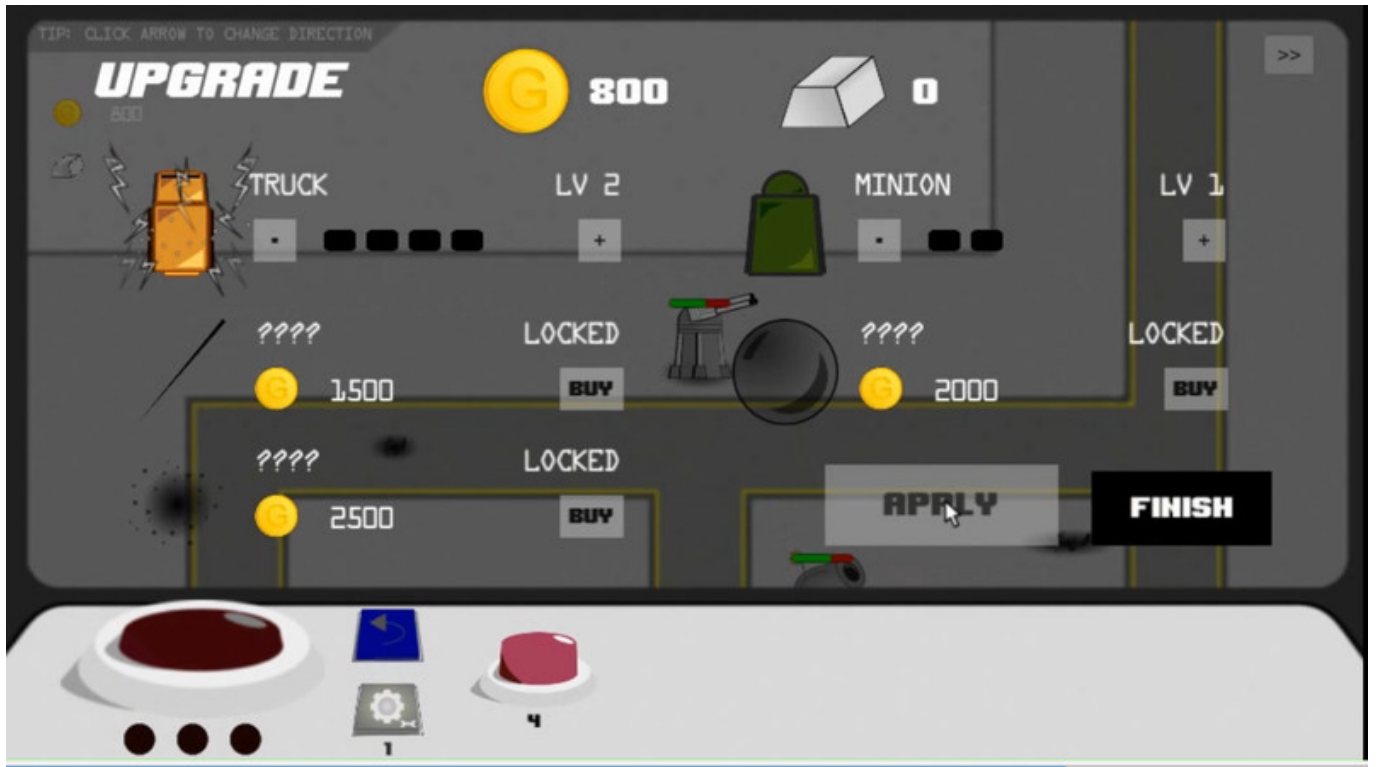 TIP: CLICK ARROW TO CHANGE DIRECTION
>>
UPGRADE
G 800
0
G 800
TRUCK LV 2
- +
MINION LV 1
- +
???? LOCKED
G 1500 BUY
???? LOCKED
G 2000 BUY
???? LOCKED
G 2500 BUY
APPLY FINISH
4
1